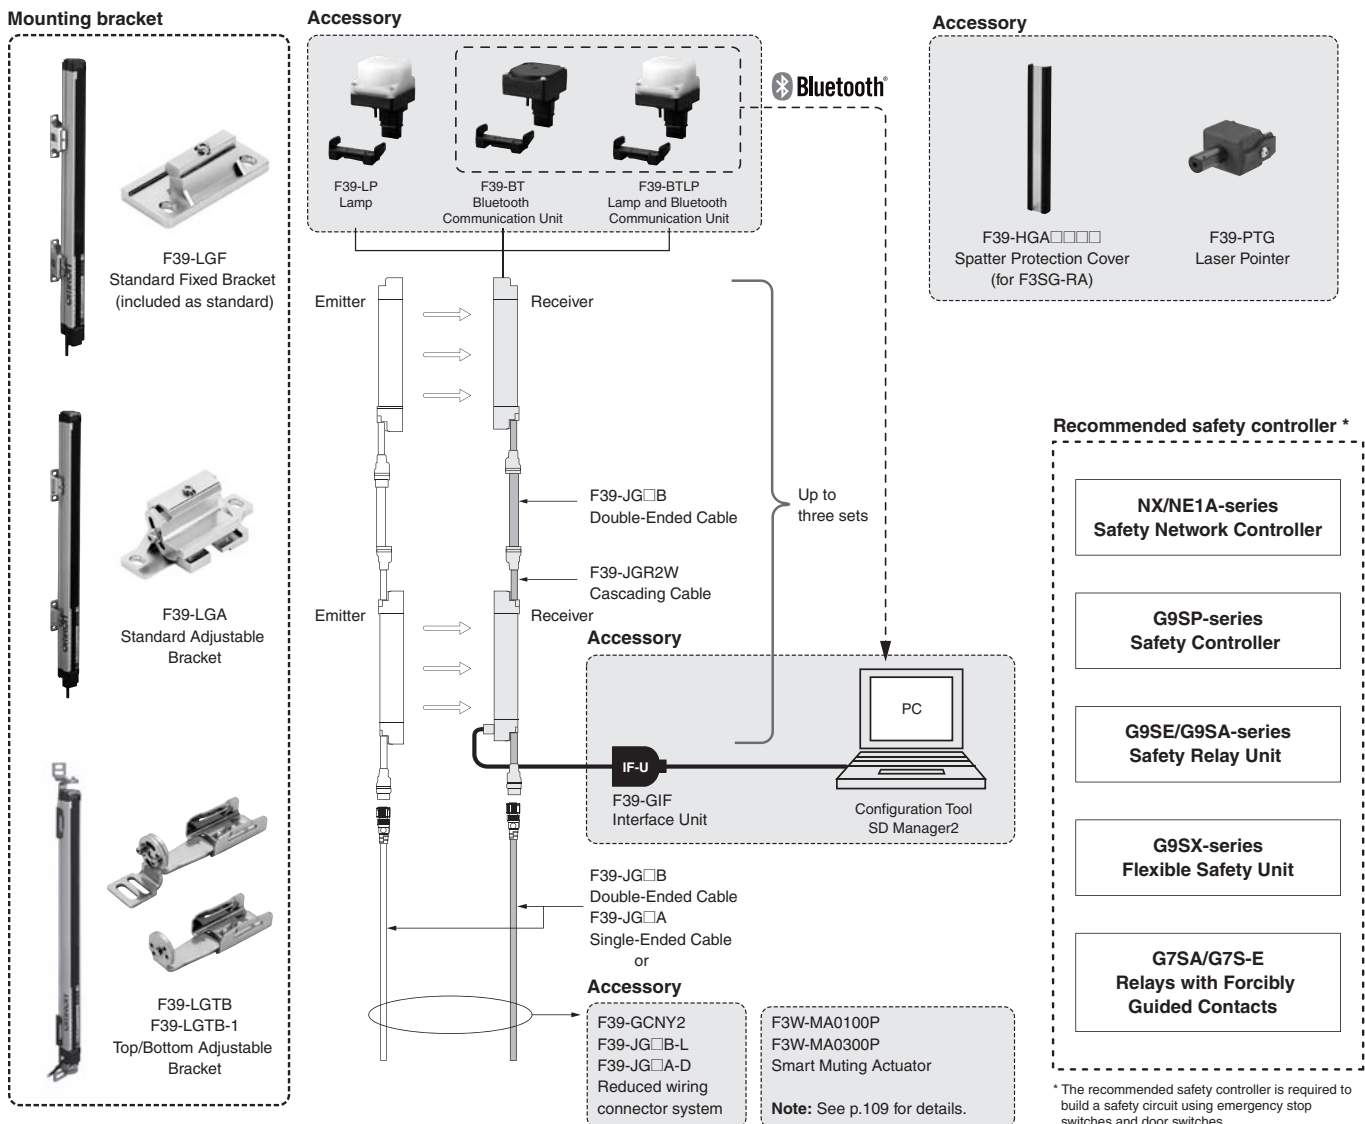 Mounting bracket
F39-LGF
Standard Fixed Bracket
(included as standard)
F39-LGA
Standard Adjustable
Bracket
F39-LGTB
F39-LGTB-1
Top/Bottom Adjustable
Bracket
Accessory
F39-LP
Lamp
F39-BT
Bluetooth
Communication Unit
F39-BTLP
Lamp and Bluetooth
Communication Unit
Bluetooth®
Accessory
F39-HGA□□□□
Spatter Protection Cover
(for F3SG-RA)
F39-PTG
Laser Pointer
Emitter
Receiver
F39-JG□B
Double-Ended Cable
Up to
three sets
F39-JGR2W
Cascading Cable
Emitter
Receiver
Accessory
PC
IF-U
F39-GIF
Interface Unit
Configuration Tool
SD Manager2
F39-JG□B
Double-Ended Cable
F39-JG□A
Single-Ended Cable
or
Accessory
F39-GCNY2
F39-JG□B-L
F39-JG□A-D
Reduced wiring
connector system
F3W-MA0100P
F3W-MA0300P
Smart Muting Actuator
Note: See p.109 for details.
Recommended safety controller *
NX/NE1A-series
Safety Network Controller
G9SP-series
Safety Controller
G9SE/G9SA-series
Safety Relay Unit
G9SX-series
Flexible Safety Unit
G7SA/G7S-E
Relays with Forcibly
Guided Contacts
* The recommended safety controller is required to
build a safety circuit using emergency stop
switches and door switches